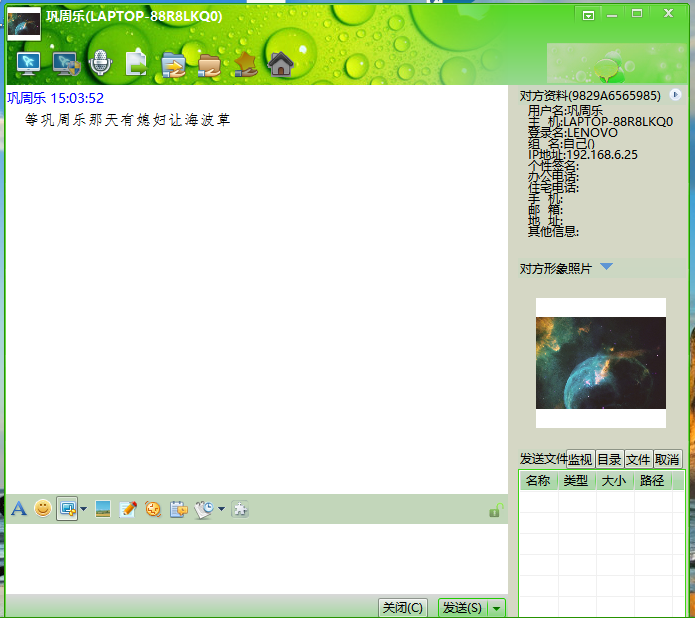 巩周乐(LAPTOP-88R8LKQ0)
巩周乐 15:03:52
等巩周乐那天有媳妇让海波草
对方资料(9829A6565985)
用户名:巩周乐
主 机:LAPTOP-88R8LKQ0
登录名:LENOVO
组 名:自己()
IP地址:192.168.6.25
个性签名:
办公电话:
住宅电话:
手 机:
邮 箱:
地 址:
其他信息:
对方形象照片
发送文件 监视 目录 文件 取消
名称 类型 大小 路径
关闭(C) 发送(S)